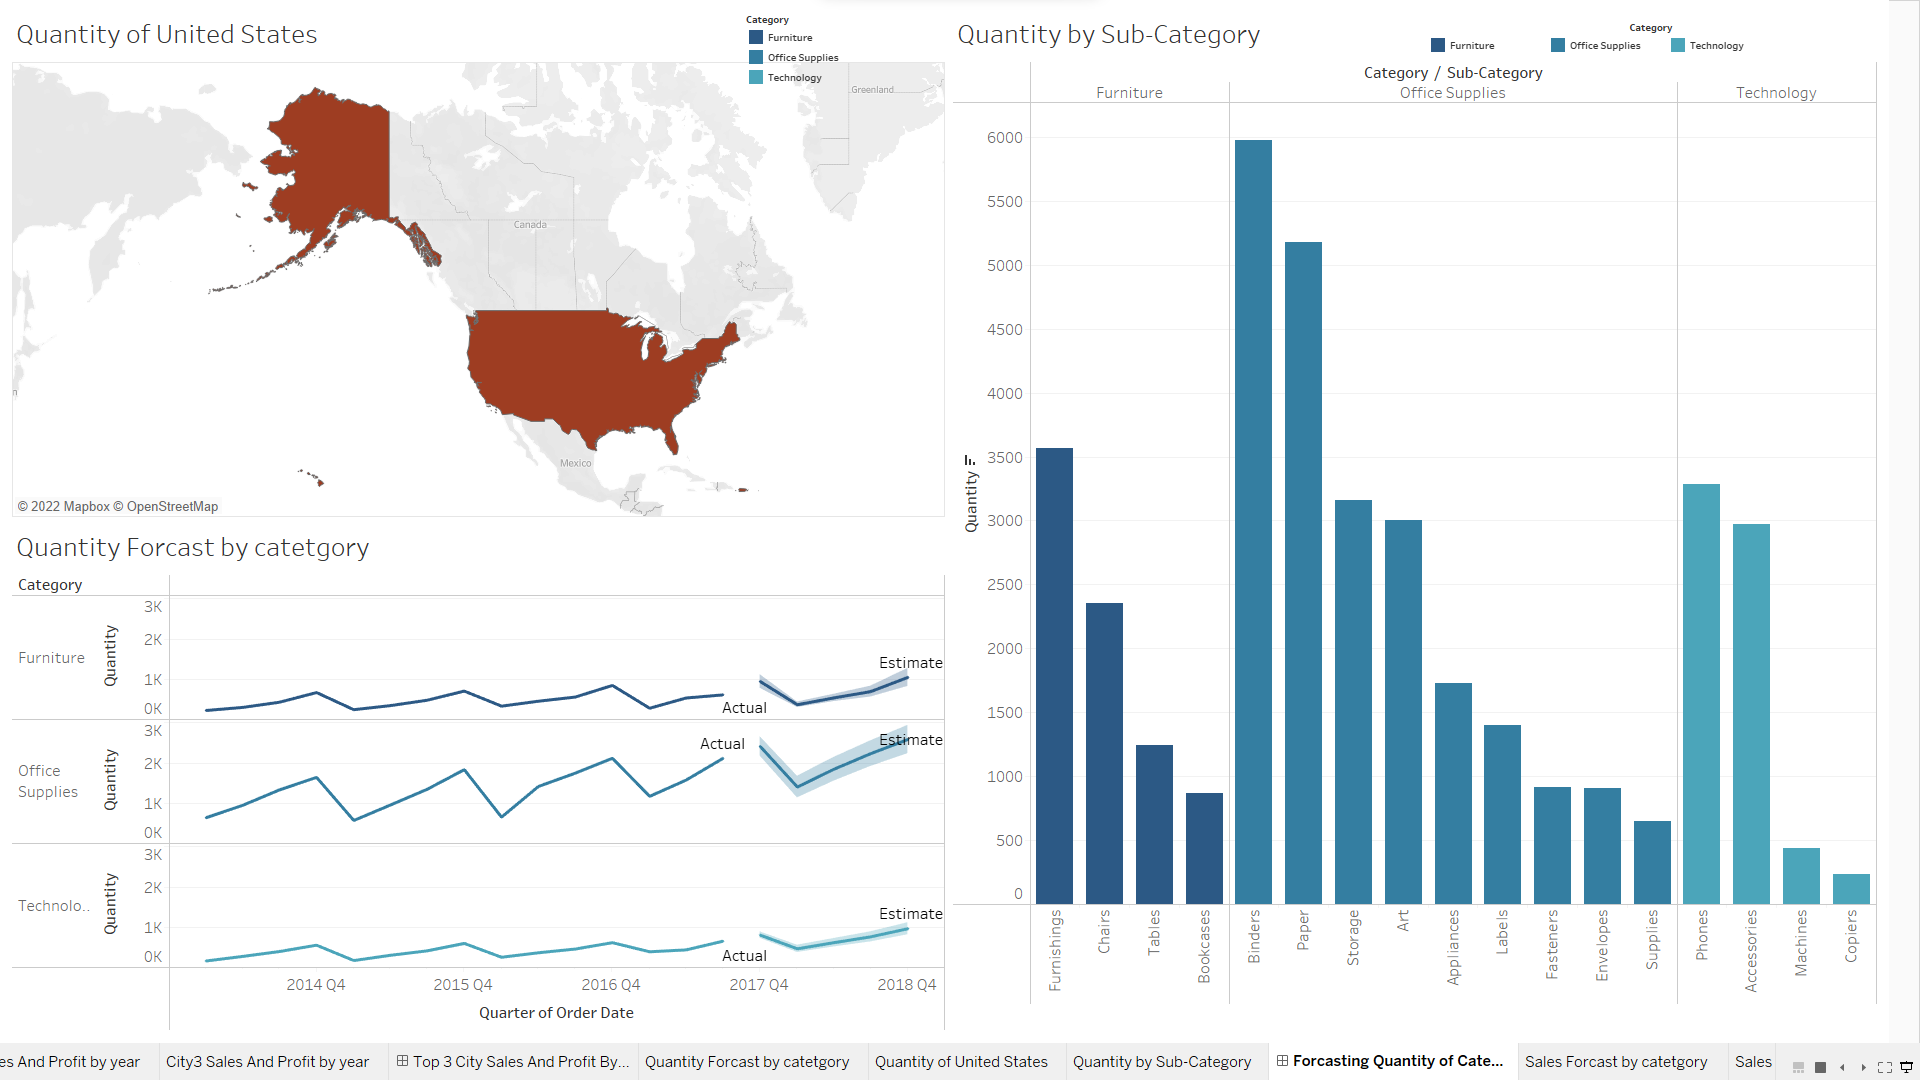 Quantity of United States
Category
Furniture
Office Supplies
Technology
Greenland
Canada
Mexico
n
© 2022 Mapbox © OpenStreetMap
Quantity Forcast by catetgory
Category
Furniture
Quantity
3K
2K
1K
0K
Actual
Estimate
Office
Supplies
Quantity
3K
2K
1K
0K
Actual
Estimate
Technolo..
Quantity
3K
2K
1K
0K
Actual
Estimate
2014 Q4 2015 Q4 2016 Q4 2017 Q4 2018 Q4
Quarter of Order Date
Quantity by Sub-Category
Category
Furniture Office Supplies Technology
Category / Sub-Category
Furniture Office Supplies Technology
Quantity
6000
5500
5000
4500
4000
3500
3000
2500
2000
1500
1000
500
0
Furnishings
Chairs
Tables
Bookcases
Binders
Paper
Storage
Art
Appliances
Labels
Fasteners
Envelopes
Supplies
Phones
Accessories
Machines
Copiers
es And Profit by year City3 Sales And Profit by year Top 3 City Sales And Profit By... Quantity Forcast by catetgory Quantity of United States Quantity by Sub-Category Forcasting Quantity of Cate... Sales Forcast by catetgory Sales